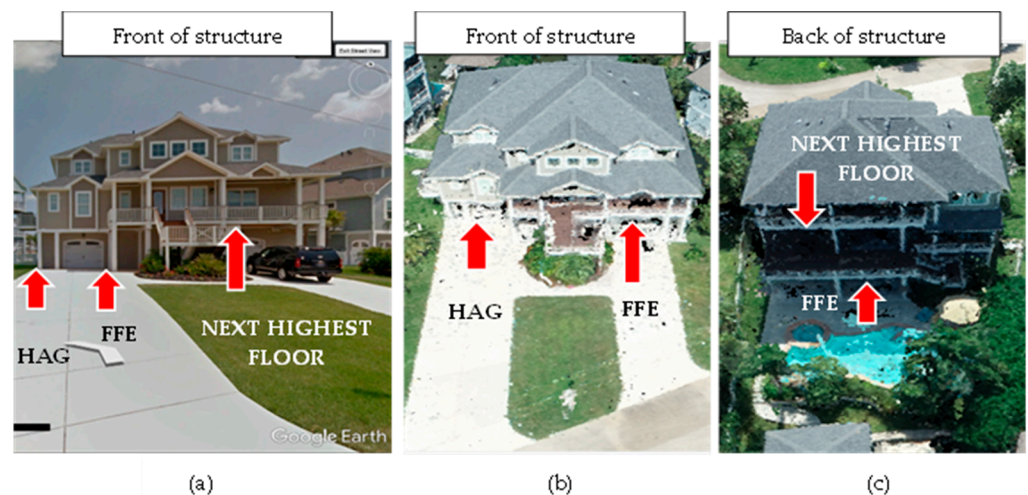 Front of structure
Front of structure
Back of structure
Exit Street View
HAG
FFE
NEXT HIGHEST
FLOOR
Google Earth
HAG
FFE
NEXT HIGHEST
FLOOR
FFE
(a)
(b)
(c)